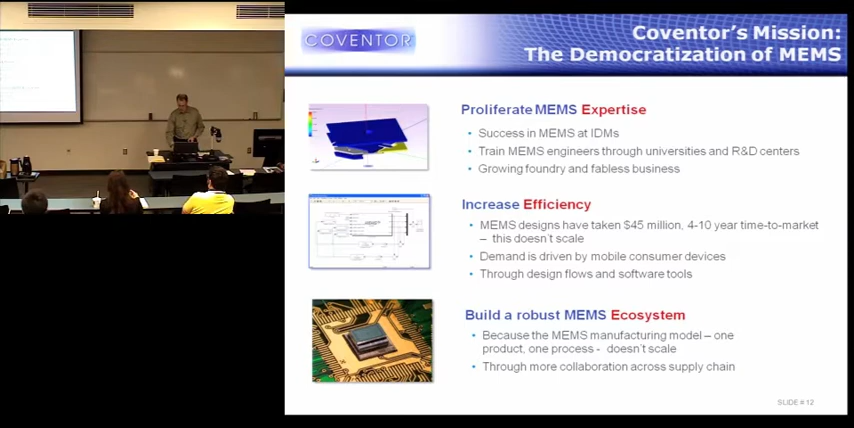 COVENTOR
Coventor's Mission:
The Democratization of MEMS
Proliferate MEMS Expertise
• Success in MEMS at IDMs
• Train MEMS engineers through universities and R&D centers
• Growing foundry and fabless business
Increase Efficiency
• MEMS designs have taken $45 million, 4-10 year time-to-market
– this doesn't scale
• Demand is driven by mobile consumer devices
• Through design flows and software tools
Build a robust MEMS Ecosystem
• Because the MEMS manufacturing model – one
product, one process - doesn't scale
• Through more collaboration across supply chain
SLIDE # 12